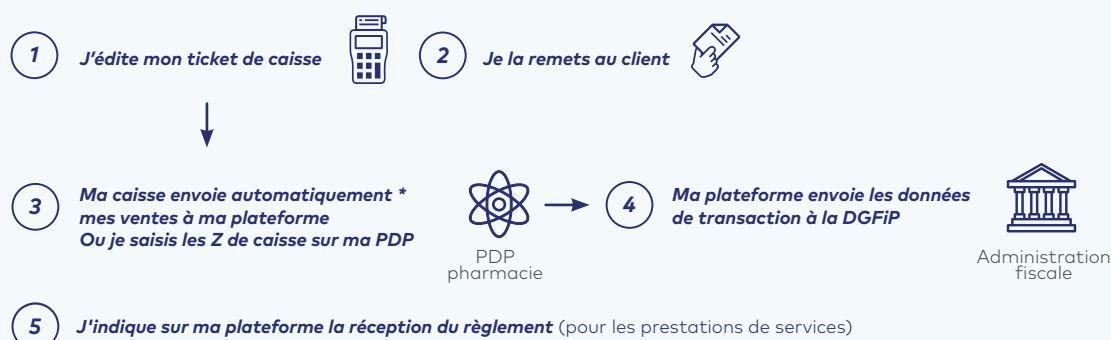 1 J'édite mon ticket de caisse
2 Je la remets au client
3 Ma caisse envoie automatiquement *
mes ventes à ma plateforme
Ou je saisis les Z de caisse sur ma PDP
PDP
pharmacie
4 Ma plateforme envoie les données
de transaction à la DGFiP
Administration
fiscale
5 J'indique sur ma plateforme la réception du règlement (pour les prestations de services)